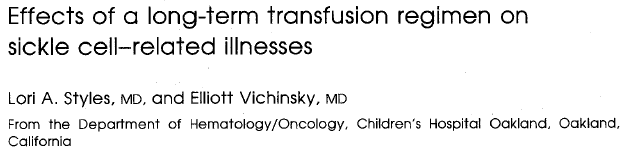 Effects of a long-term transfusion regimen on
sickle cell–related illnesses
Lori A. Styles, MD, and Elliott Vichinsky, MD
From the Department of Hematology/Oncology, Children's Hospital Oakland, Oakland,
California